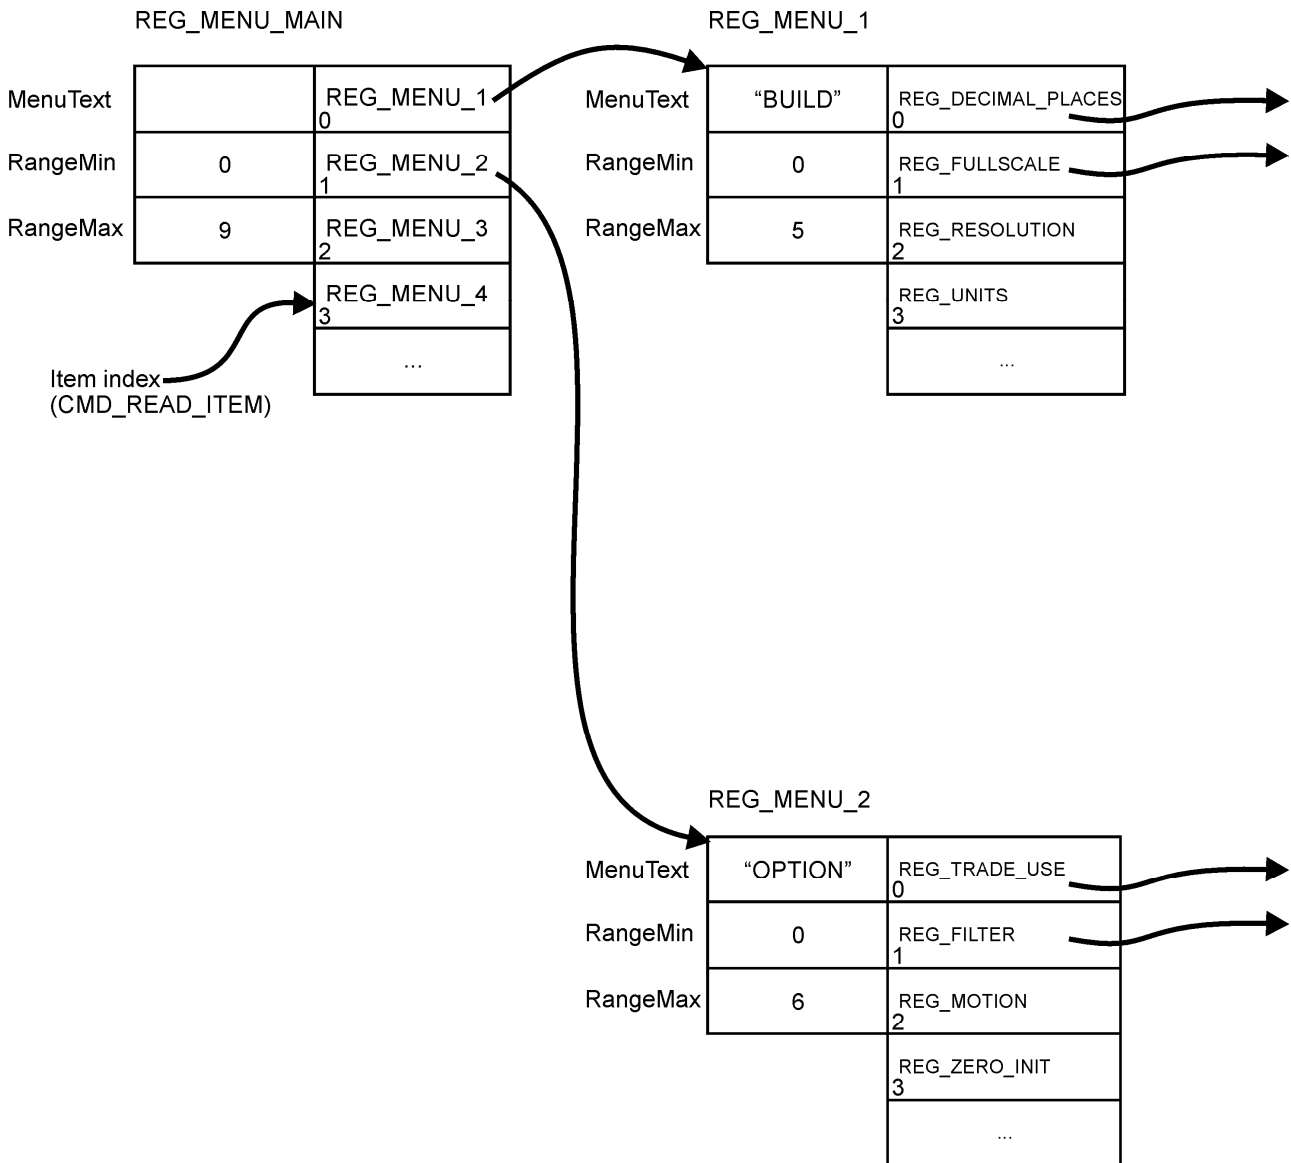 REG_MENU_MAIN
MenuText
REG_MENU_1
0
RangeMin
0
REG_MENU_2
1
RangeMax
9
REG_MENU_3
2
REG_MENU_4
3
...
Item index
(CMD_READ_ITEM)
REG_MENU_1
MenuText
“BUILD”
REG_DECIMAL_PLACES
0
RangeMin
0
REG_FULLSCALE
1
RangeMax
5
REG_RESOLUTION
2
REG_UNITS
3
...
REG_MENU_2
MenuText
“OPTION”
REG_TRADE_USE
0
RangeMin
0
REG_FILTER
1
RangeMax
6
REG_MOTION
2
REG_ZERO_INIT
3
...